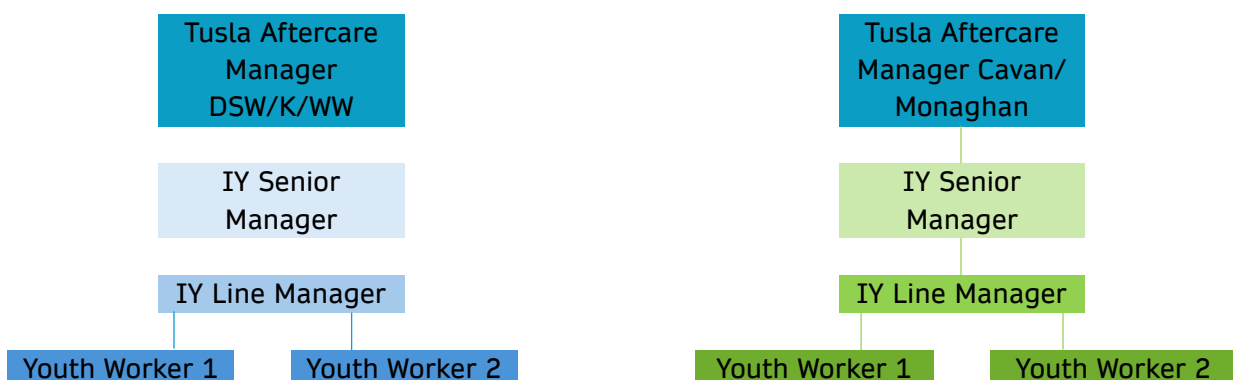 Tusla Aftercare
Manager
DSW/K/WW
IY Senior
Manager
IY Line Manager
Youth Worker 1
Youth Worker 2
Tusla Aftercare
Manager Cavan/
Monaghan
IY Senior
Manager
IY Line Manager
Youth Worker 1
Youth Worker 2